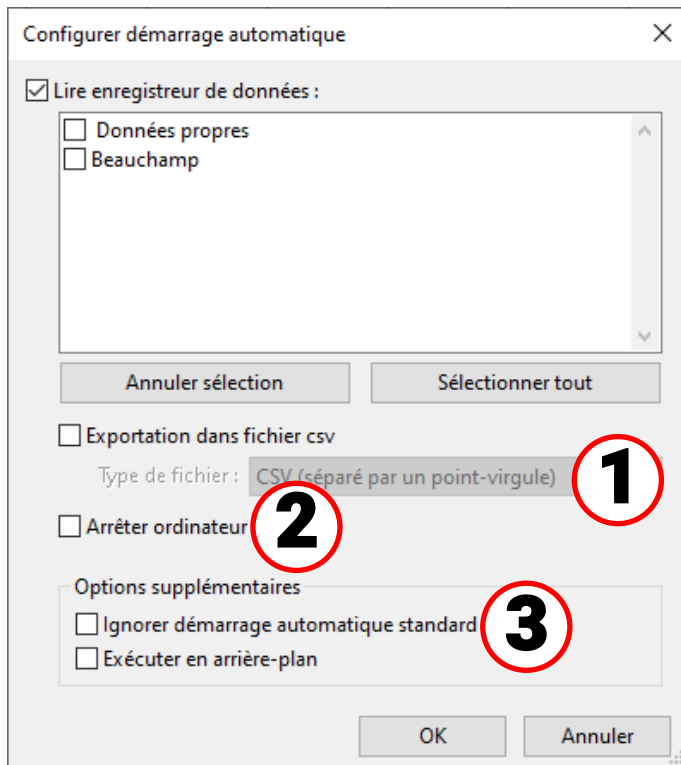 Configurer démarrage automatique
Lire enregistreur de données :
Données propres
Beauchamp
Annuler sélection
Sélectionner tout
Exportation dans fichier csv
Type de fichier : CSV (séparé par un point-virgule)
1
Arrêter ordinateur
2
Options supplémentaires
Ignorer démarrage automatique standard
3
Exécuter en arrière-plan
OK
Annuler